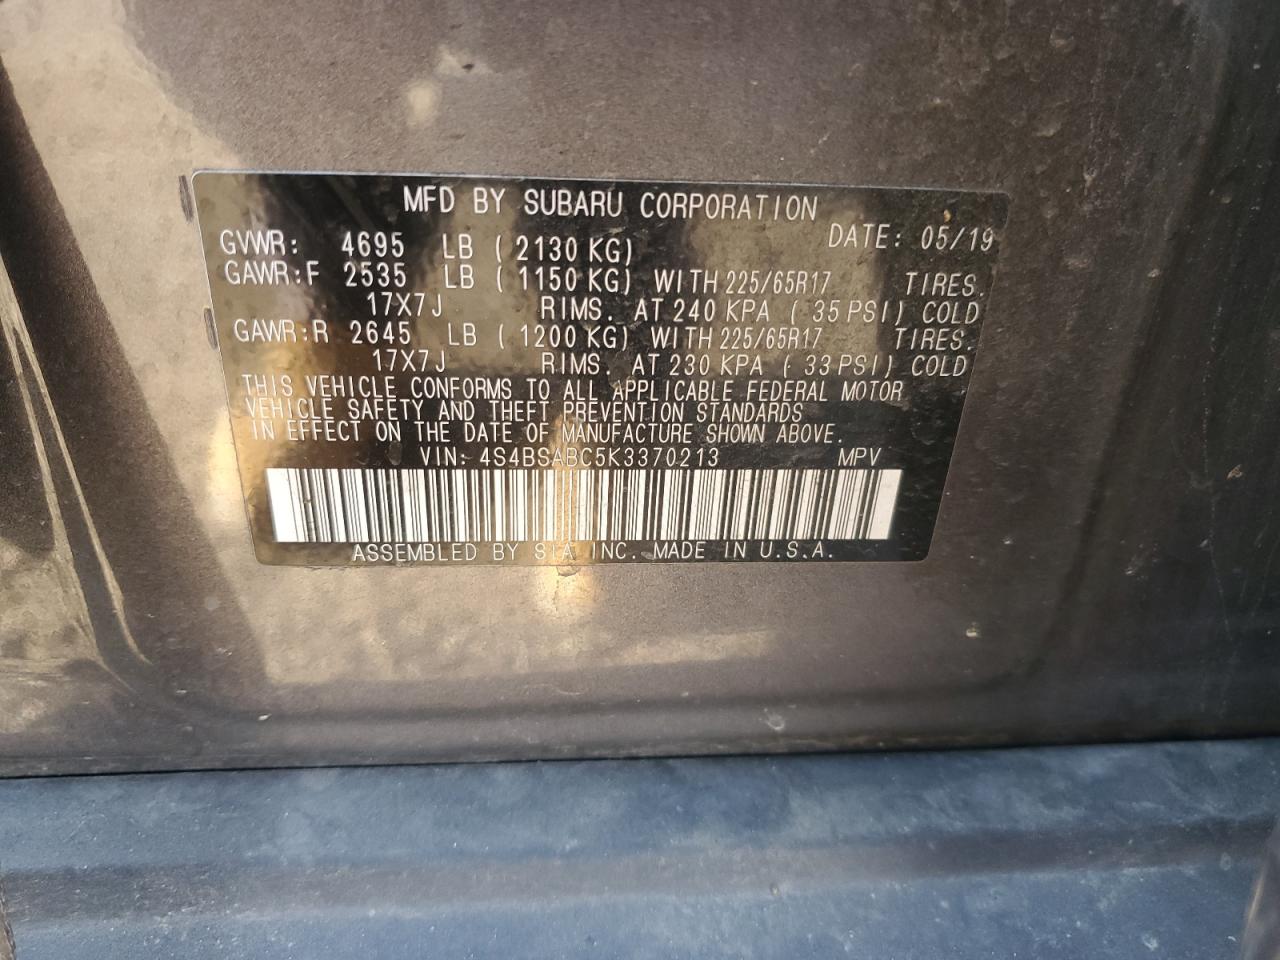 MFD BY SUBARU CORPORATION
DATE: 05/19
GVWR: 4695 LB ( 2130 KG)
GAWR:F 2535 LB ( 1150 KG) WITH 225/65R17 TIRES.
17X7J RIMS. AT 240 KPA ( 35 PSI) COLD
GAWR:R 2645 LB ( 1200 KG) WITH 225/65R17 TIRES.
17X7J RIMS. AT 230 KPA ( 33 PSI) COLD
THIS VEHICLE CONFORMS TO ALL APPLICABLE FEDERAL MOTOR
VEHICLE SAFETY AND THEFT PREVENTION STANDARDS
IN EFFECT ON THE DATE OF MANUFACTURE SHOWN ABOVE.
VIN: 4S4BSABC5K3370213 MPV
ASSEMBLED BY SIA INC. MADE IN U.S.A.